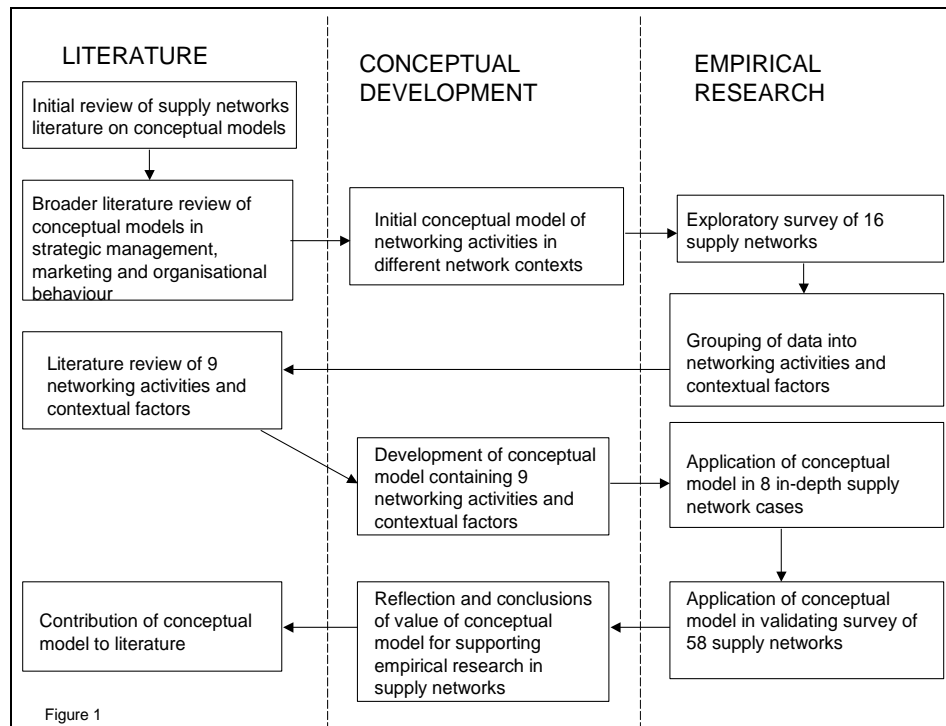 LITERATURE
CONCEPTUAL
DEVELOPMENT
EMPIRICAL
RESEARCH
Initial review of supply networks
literature on conceptual models
Broader literature review of
conceptual models in
strategic management,
marketing and organisational
behaviour
Initial conceptual model of
networking activities in
different network contexts
Exploratory survey of 16
supply networks
Grouping of data into
networking activities and
contextual factors
Literature review of 9
networking activities and
contextual factors
Development of conceptual
model containing 9
networking activities and
contextual factors
Application of conceptual
model in 8 in-depth supply
network cases
Application of conceptual
model in validating survey of
58 supply networks
Reflection and conclusions
of value of conceptual
model for supporting
empirical research in
supply networks
Contribution of conceptual
model to literature
Figure 1